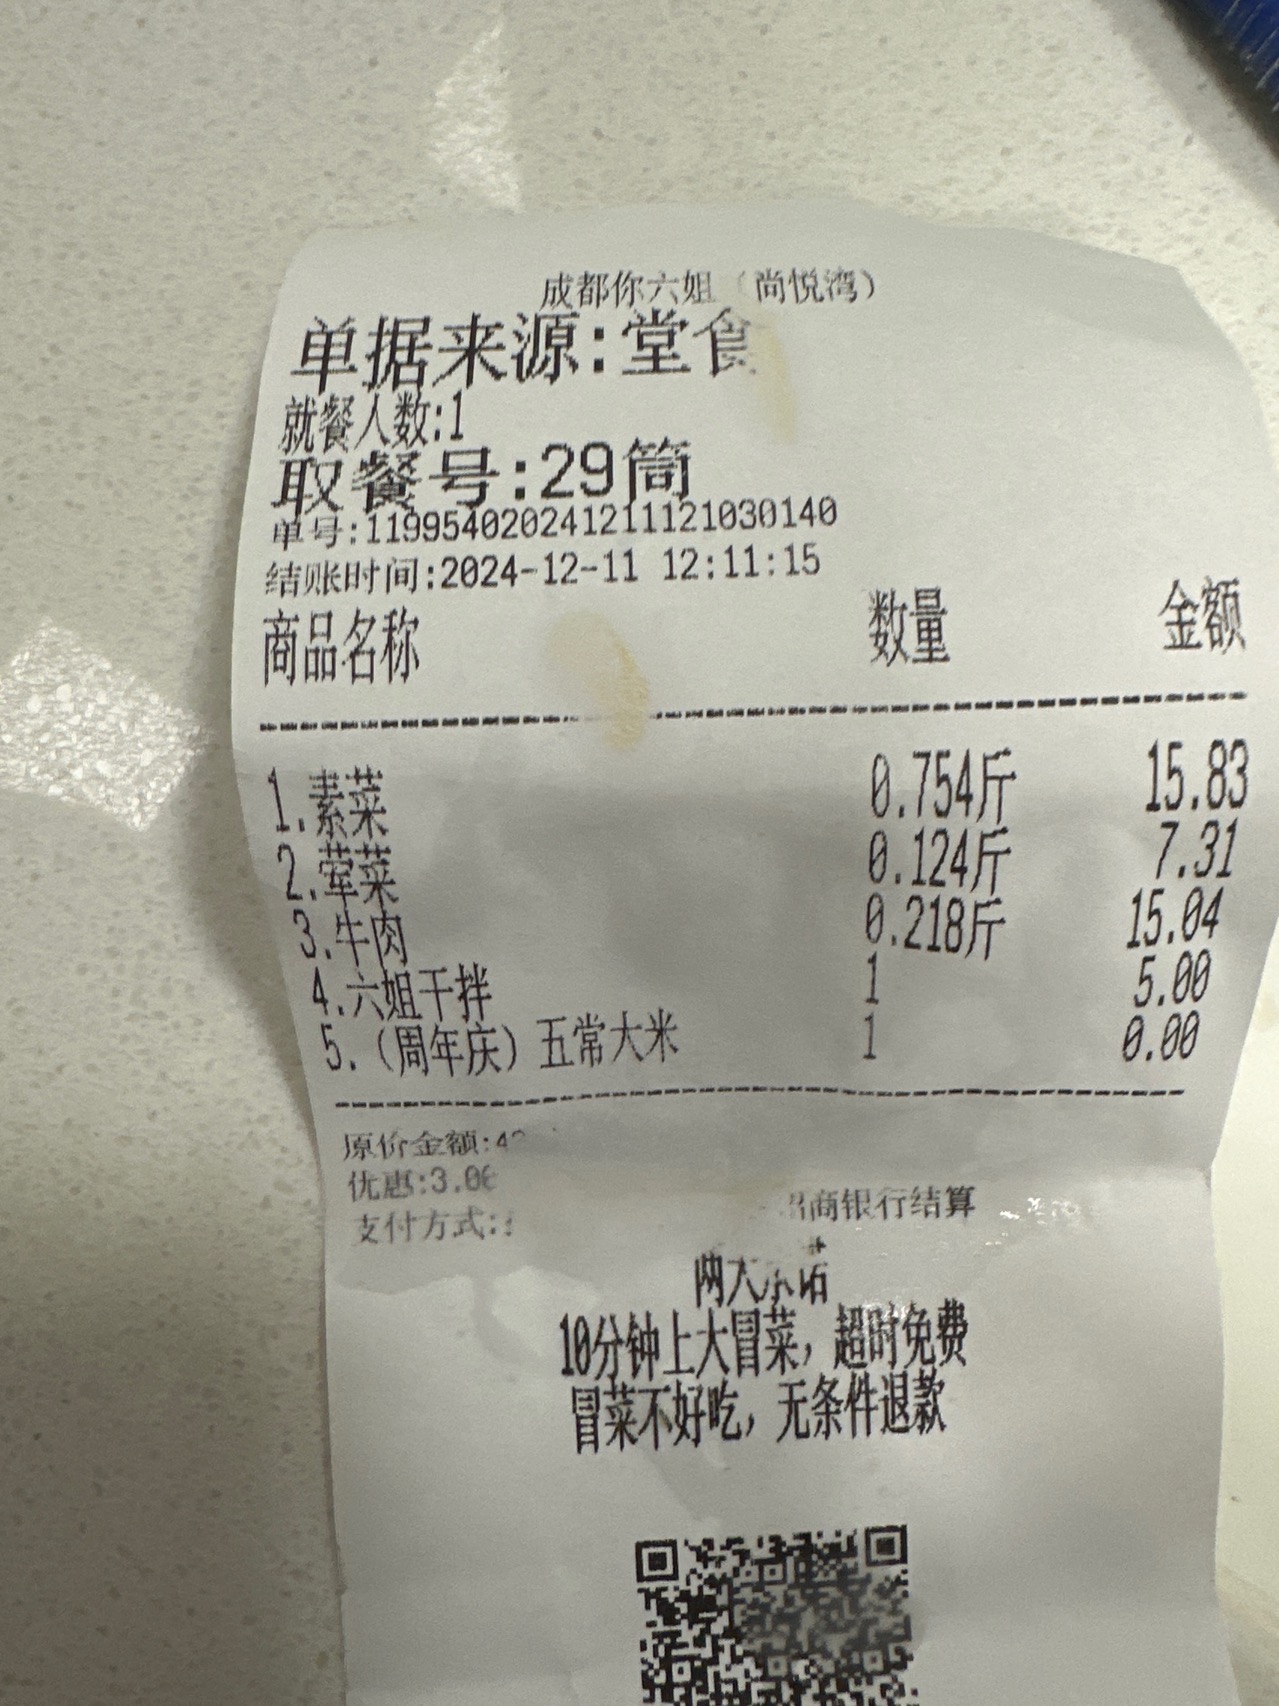 成都你六姐（尚悦湾）
单据来源:堂食
就餐人数:1
取餐号:29筒
单号:119954020241211121030140
结账时间:2024-12-11 12:11:15
商品名称 数量 金额
1.素菜 0.754斤 15.83
2.荤菜 0.124斤 7.31
3.牛肉 0.218斤 15.04
4.六姐干拌 1 5.00
5.（周年庆）五常大米 1 0.00
原价金额:4
优惠:3.00
支付方式: 招商银行结算
两大承诺
10分钟上大冒菜，超时免费
冒菜不好吃，无条件退款